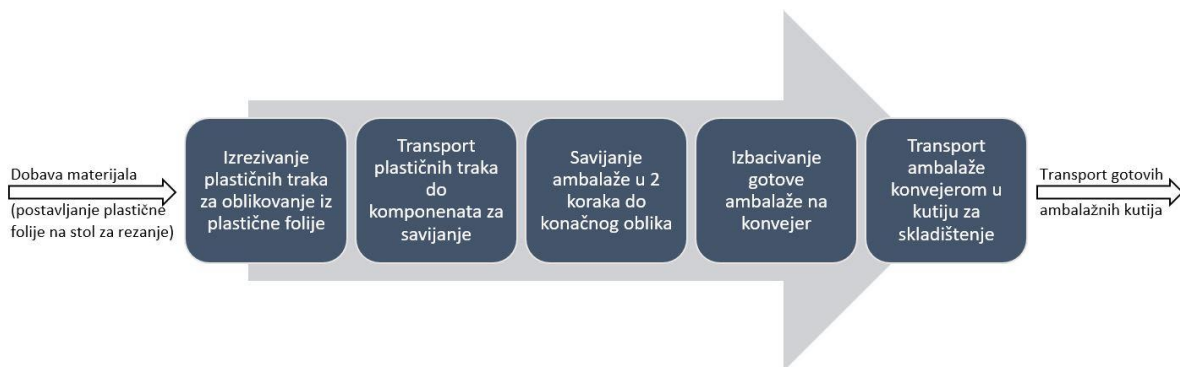 Dobava materijala
(postavljanje plastične
folije na stol za rezanje)
Izrezivanje
plastičnih traka
za oblikovanje iz
plastične folije
Transport
plastičnih traka
do
komponenata za
savijanje
Savijanje
ambalaže u 2
koraka do
konačnog oblika
Izbacivanje
gotove
ambalaže na
konvejer
Transport
ambalaže
konvejerom u
kutiju za
skladištenje
Transport gotovih
ambalažnih kutija